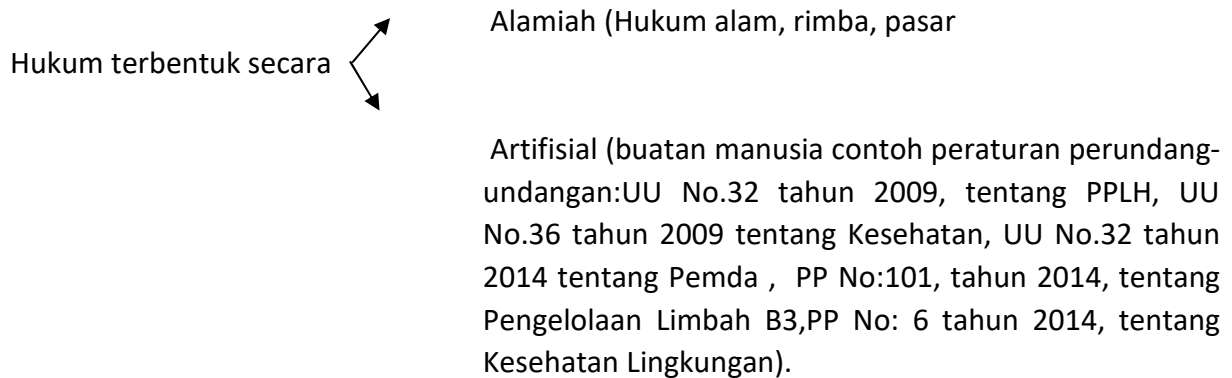 Alamiah (Hukum alam, rimba, pasar
Hukum terbentuk secara
Artifisial (buatan manusia contoh peraturan perundang-
undangan:UU No.32 tahun 2009, tentang PPLH, UU
No.36 tahun 2009 tentang Kesehatan, UU No.32 tahun
2014 tentang Pemda , PP No:101, tahun 2014, tentang
Pengelolaan Limbah B3,PP No: 6 tahun 2014, tentang
Kesehatan Lingkungan).